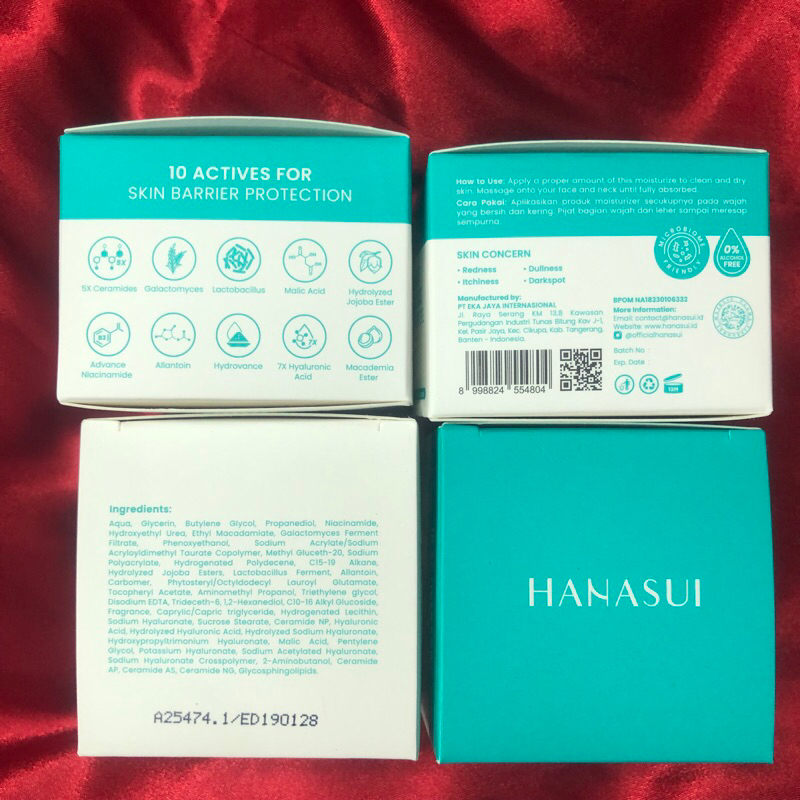 10 ACTIVES FOR
SKIN BARRIER PROTECTION
5X
5X Ceramides
Galactomyces
Lactobacillus
Malic Acid
Hydrolyzed
Jojoba Ester
B3
7X
Advance
Niacinamide
Allantoin
Hydrovance
7X Hyaluronic
Acid
Macadamia
Ester
How to Use: Apply a proper amount of this moisturize to clean and dry
skin. Massage onto your face and neck until fully absorbed.
Cara Pakai: Aplikasikan produk moisturizer secukupnya pada wajah
yang bersih dan kering. Pijat bagian wajah dan leher sampai meresap
sempurna.
SKIN CONCERN
• Redness
• Dullness
• Itchiness
• Darkspot
MICROBIOME
FRIENDLY
0%
ALCOHOL
FREE
Manufactured by:
PT EKA JAYA INTERNASIONAL
Jl. Raya Serang KM 13,8 Kawasan
Pergudangan Industri Tunas Bitung Kav J-1,
Kel. Pasir Jaya, Kec. Cikupa, Kab. Tangerang,
Banten - Indonesia.
BPOM NA18230106332
More Information:
Email: contact@hanasui.id
Website: www.hanasui.id
@officialhanasui
Batch No :
Exp. Date :
8 998824 554804
12M
Ingredients:
Aqua, Glycerin, Butylene Glycol, Propanediol, Niacinamide,
Hydroxyethyl Urea, Ethyl Macadamiate, Galactomyces Ferment
Filtrate, Phenoxyethanol, Sodium Acrylate/Sodium
Acryloyldimethyl Taurate Copolymer, Methyl Gluceth-20, Sodium
Polyacrylate, Hydrogenated Polydecene, C15-19 Alkane,
Hydrolyzed Jojoba Esters, Lactobacillus Ferment, Allantoin,
Carbomer, Phytosteryl/Octyldodecyl Lauroyl Glutamate,
Tocopheryl Acetate, Aminomethyl Propanol, Triethylene glycol,
Disodium EDTA, Trideceth-6, 1,2-Hexanediol, C10-16 Alkyl Glucoside,
Fragrance, Caprylic/Capric triglyceride, Hydrogenated Lecithin,
Sodium Hyaluronate, Sucrose Stearate, Ceramide NP, Hyaluronic
Acid, Hydrolyzed Hyaluronic Acid, Hydrolyzed Sodium Hyaluronate,
Hydroxypropyltrimonium Hyaluronate, Malic Acid, Pentylene
Glycol, Potassium Hyaluronate, Sodium Acetylated Hyaluronate,
Sodium Hyaluronate Crosspolymer, 2-Aminobutanol, Ceramide
AP, Ceramide AS, Ceramide NG, Glycosphingolipids.
A25474.1/ED190128
HANASUI